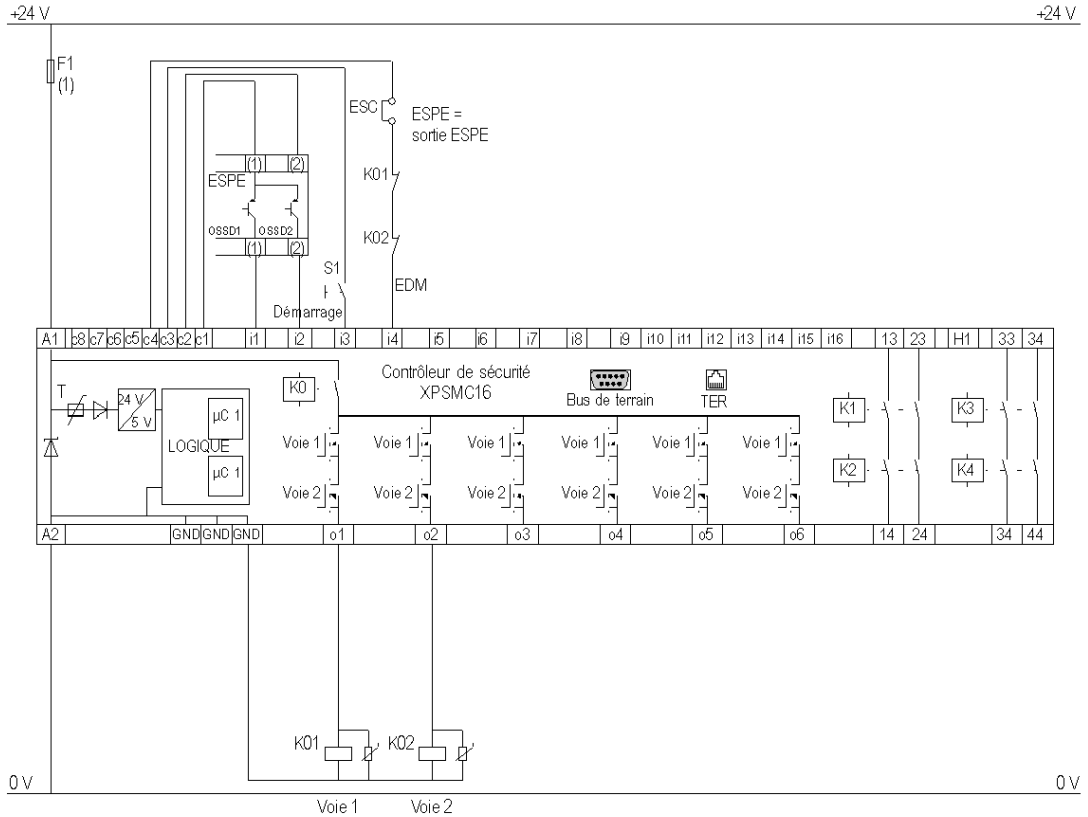 +24 V +24 V
F1
(1)
ESC
ESPE =
sortie ESPE
(1) (2)
ESPE
K01
OSSD1 OSSD2
(1) (2)
K02
S1
EDM
Démarrage
A1 c8 c7 c6 c5 c4 c3 c2 c1 i1 i2 i3 i4 i5 i6 i7 i8 i9 i10 i11 i12 i13 i14 i15 i16 13 23 H1 33 34
Contrôleur de sécurité
XPSMC16
K0
T
24 V
5 V
µC 1
LOGIQUE
µC 1
Bus de terrain
TER
K1 K3
K2 K4
Voie 1 Voie 1 Voie 1 Voie 1 Voie 1 Voie 1
Voie 2 Voie 2 Voie 2 Voie 2 Voie 2 Voie 2
A2 GND GND GND o1 o2 o3 o4 o5 o6 14 24 34 44
K01 K02
0 V 0 V
Voie 1 Voie 2